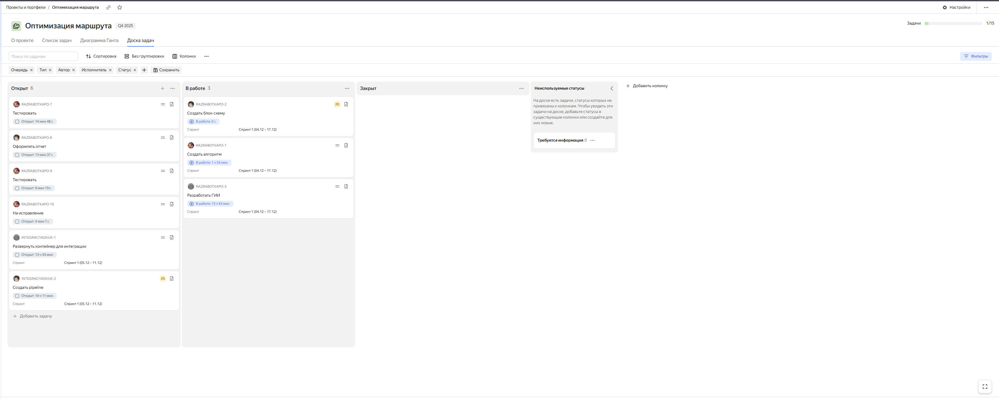 Проекты и портфели / Оптимизация маршрута
Настройки
Оптимизация маршрута Q4 2025
Задачи 1/15
О проекте Список задач Диаграмма Ганта Доска задач
Поиск по задачам Сортировка Без группировки Колонки
Фильтры
Очередь Тип Автор Исполнитель Статус Сохранить
Открыт 6
RAZRABOTKAPO-7
Тестировать
Открыт: 14 мин 48 с
RAZRABOTKAPO-8
Оформлять отчет
Открыт: 13 мин 37 с
RAZRABOTKAPO-9
Тестировать
Открыт: 9 мин 19 с
RAZRABOTKAPO-10
На исправление
Открыт: 4 мин 7 с
INTEGRACIYADVUK-1
Развернуть контейнер для интеграции
Открыт: 13 ч 43 мин
Спринт Спринт 1 (05.12 – 11.12)
INTEGRACIYADVUK-2
Создать pipeline
Открыт: 14 ч 11 мин
Спринт Спринт 1 (05.12 – 11.12)
Добавить задачу
В работе 3
RAZRABOTKAPO-2
Создать блок-схему
В работе: 0 с
Спринт Спринт 1 (04.12 – 17.12)
RAZRABOTKAPO-1
Создать алгоритм
В работе: 1 ч 54 мин
Спринт Спринт 1 (04.12 – 17.12)
RAZRABOTKAPO-3
Разработать ГИИ
В работе: 13 ч 43 мин
Спринт Спринт 1 (04.12 – 17.12)
Закрыт
Неиспользуемые статусы
На доске есть задачи, статусы которых не
привязаны к колонкам. Чтобы увидеть эти
задачи на доске, добавьте статусы в
существующие колонки или создайте для
них новые.
Требуется информация 0
Добавить колонку